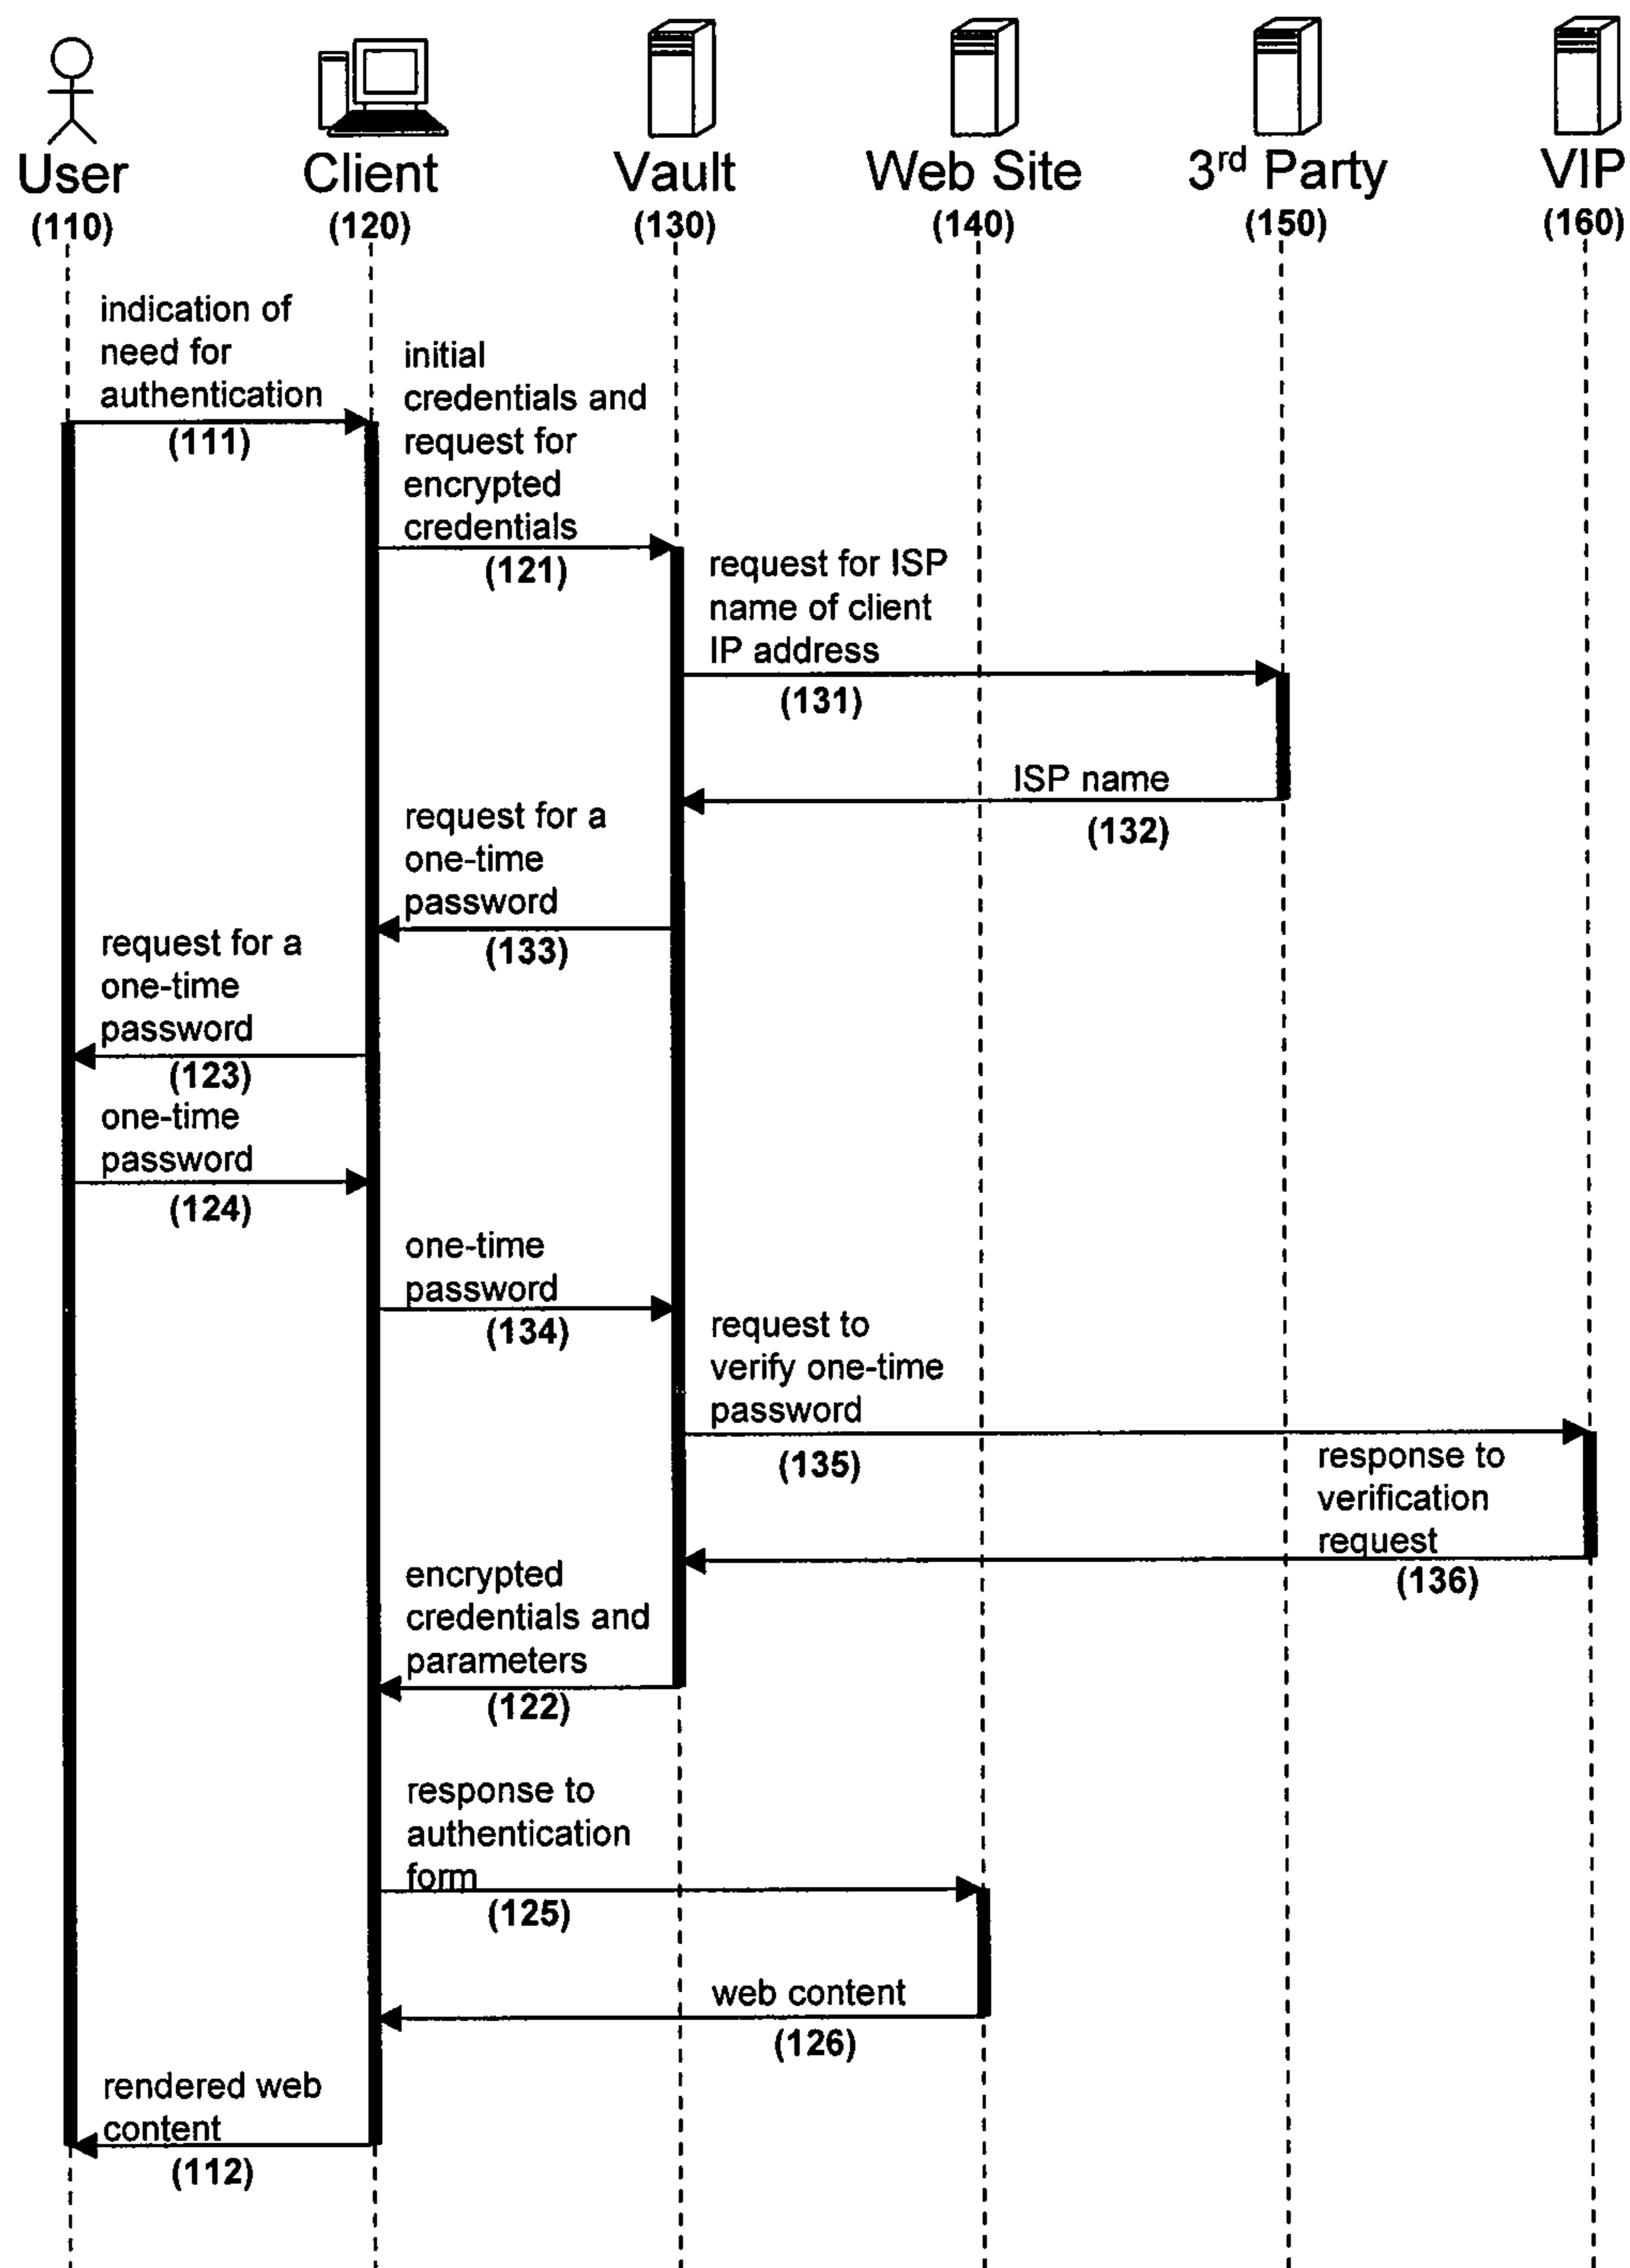 User
(110)
Client
(120)
Vault
(130)
Web Site
(140)
3rd Party
(150)
VIP
(160)
indication of
need for
authentication
(111)
initial
credentials and
request for
encrypted
credentials
(121)
request for ISP
name of client
IP address
(131)
ISP name
(132)
request for a
one-time
password
(133)
request for a
one-time
password
(123)
one-time
password
(124)
one-time
password
(134)
request to
verify one-time
password
(135)
response to
verification
request
(136)
encrypted
credentials and
parameters
(122)
response to
authentication
form
(125)
web content
(126)
rendered web
content
(112)